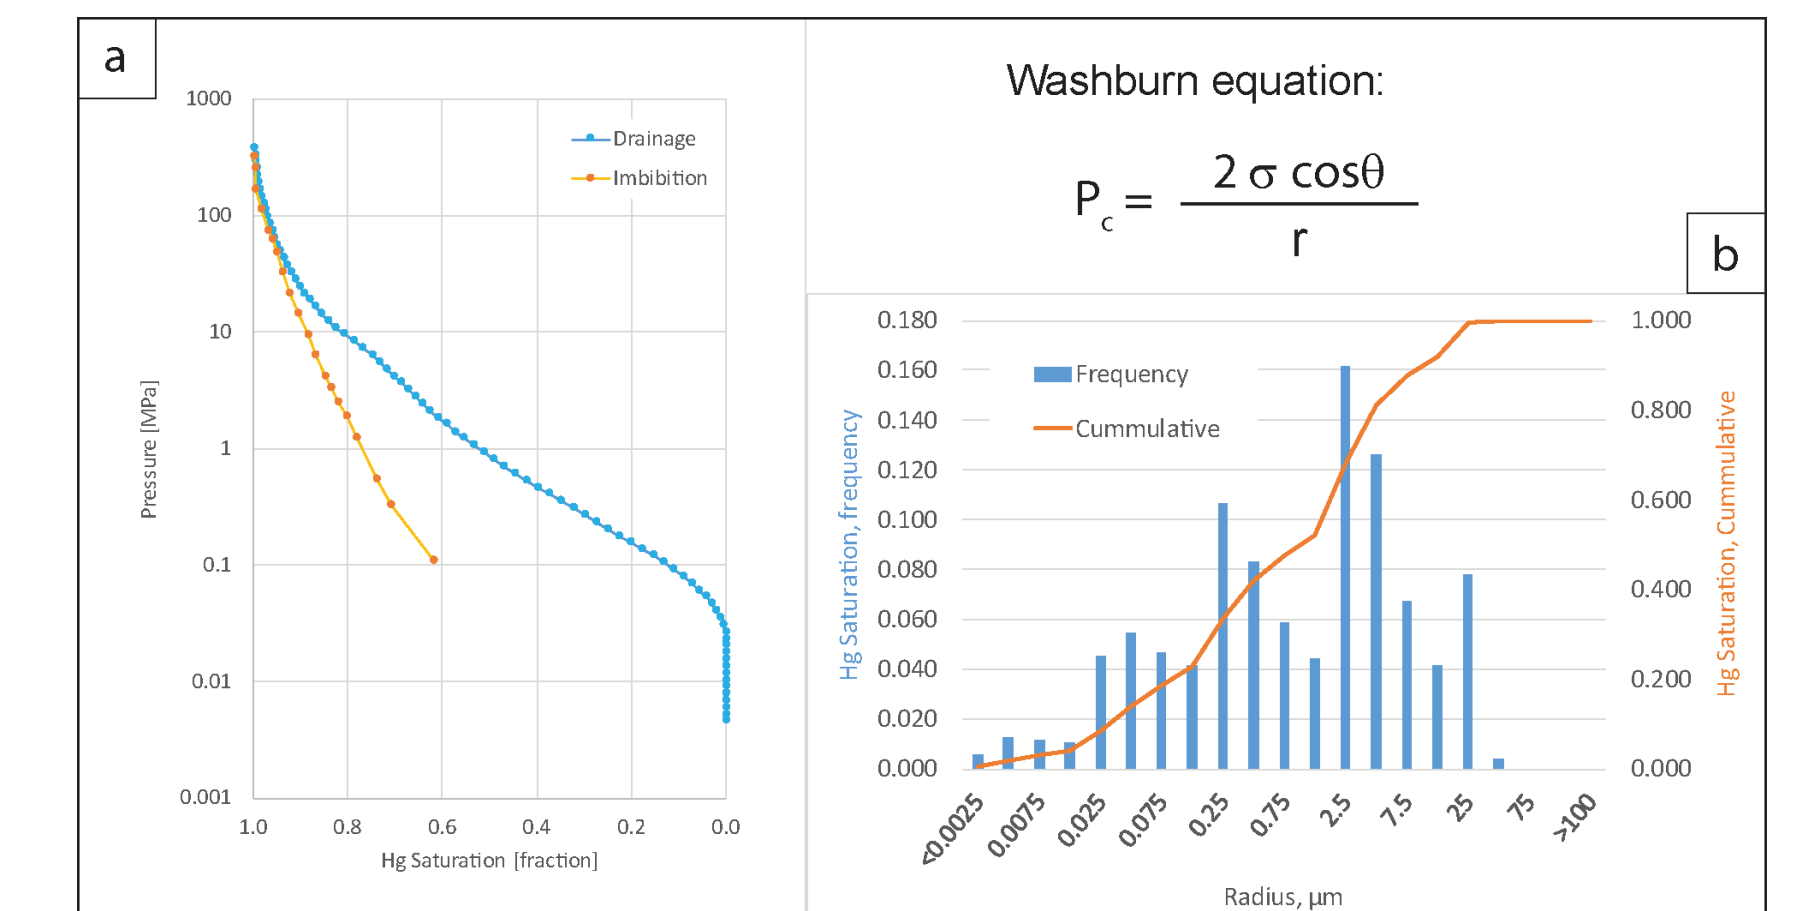 a
1000
100
10
1
0.1
0.01
0.001
Pressure [MPa]
Drainage
Imbibition
1.0 0.8 0.6 0.4 0.2 0.0
Hg Saturation [fraction]
Washburn equation:
P_c = 2 σ cosθ / r
b
0.180
0.160
0.140
0.120
0.100
0.080
0.060
0.040
0.020
0.000
Hg Saturation, frequency
Frequency
Cummulative
1.000
0.800
0.600
0.400
0.200
0.000
Hg Saturation, Cummulative
<0.0025 0.0075 0.025 0.075 0.25 0.75 2.5 7.5 25 75 >100
Radius, µm